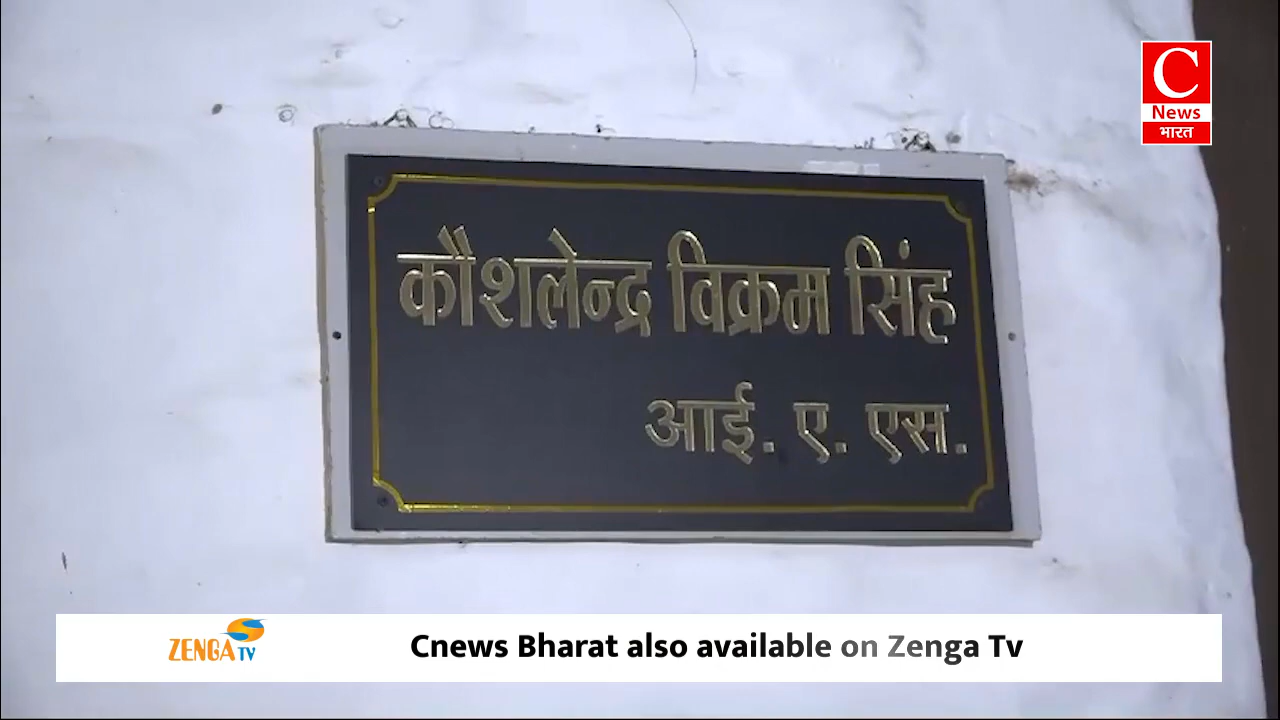 C
News
भारत
कौशलेन्द्र विक्रम सिंह
आई. ए. एस.
ZENGA TV
Cnews Bharat also available on Zenga Tv